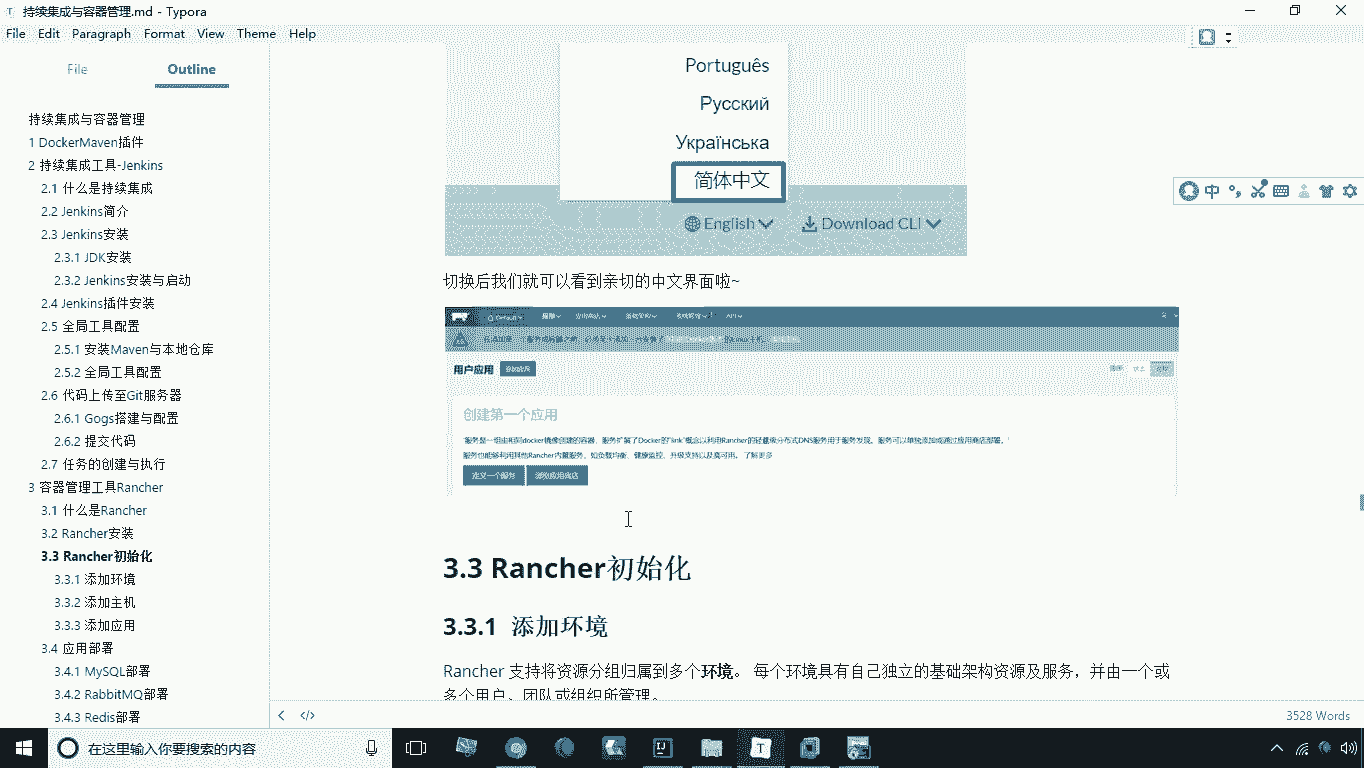 持续集成与容器管理.md - Typora
File Edit Paragraph Format View Theme Help
File Outline
持续集成与容器管理
1 DockerMaven插件
2 持续集成工具-Jenkins
2.1 什么是持续集成
2.2 Jenkins简介
2.3 Jenkins安装
2.3.1 JDK安装
2.3.2 Jenkins安装与启动
2.4 Jenkins插件安装
2.5 全局工具配置
2.5.1 安装Maven与本地仓库
2.5.2 全局工具配置
2.6 代码上传至Git服务器
2.6.1 Gogs搭建与配置
2.6.2 提交代码
2.7 任务的创建与执行
3 容器管理工具Rancher
3.1 什么是Rancher
3.2 Rancher安装
3.3 Rancher初始化
3.3.1 添加环境
3.3.2 添加主机
3.3.3 添加应用
3.4 应用部署
3.4.1 MySQL部署
3.4.2 RabbitMQ部署
3.4.3 Redis部署
Português
Русский
Українська
简体中文
English Download CLI
切换后我们就可以看到亲切的中文界面啦~
Default API
用户应用
创建第一个应用
定义一个服务
3.3 Rancher初始化
3.3.1 添加环境
Rancher 支持将资源分组归属到多个环境。 每个环境具有自己独立的基础架构资源及服务，并由一个或
多个用户、团队或组织所管理。
中
3528 Words
在这里输入你要搜索的内容